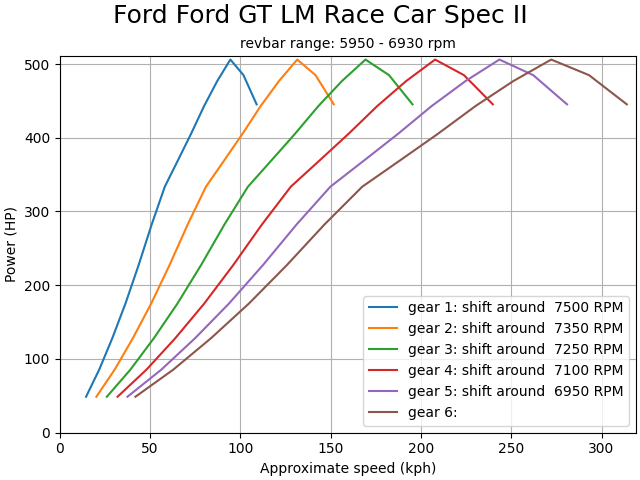 Ford Ford GT LM Race Car Spec II
revbar range: 5950 - 6930 rpm
500
400
300
200
100
0
Power (HP)
gear 1: shift around  7500 RPM
gear 2: shift around  7350 RPM
gear 3: shift around  7250 RPM
gear 4: shift around  7100 RPM
gear 5: shift around  6950 RPM
gear 6:
0 50 100 150 200 250 300
Approximate speed (kph)